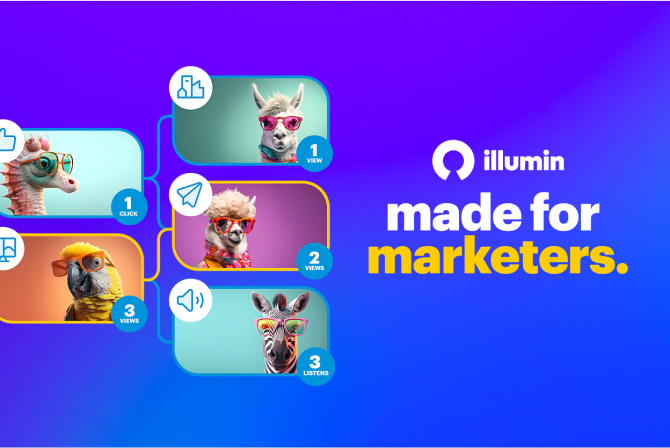 1
VIEW
1
CLICK
2
VIEWS
3
VIEWS
3
LISTENS
illumin
made for
marketers.